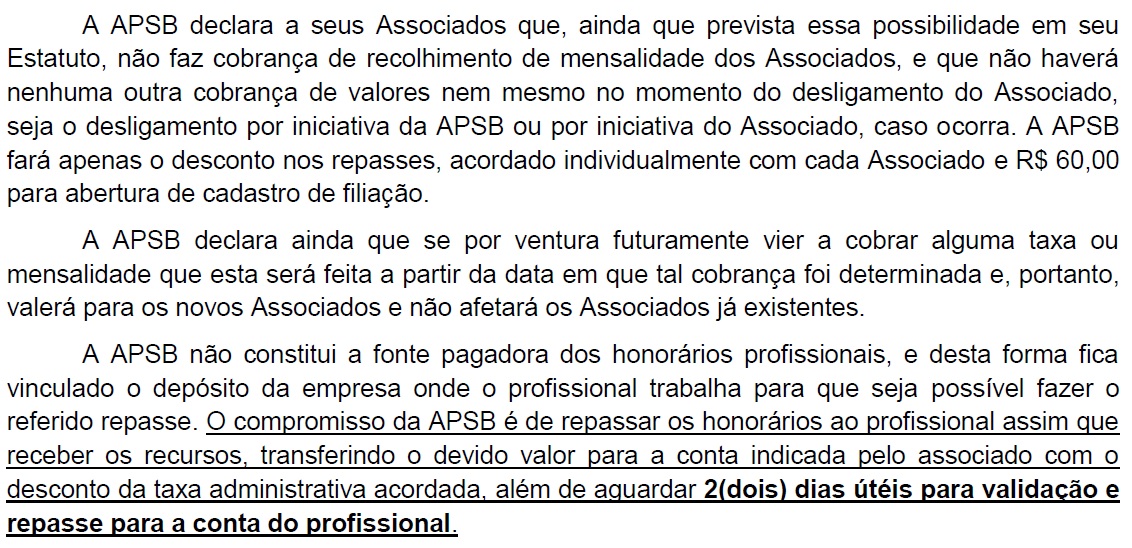 A APSB declara a seus Associados que, ainda que prevista essa possibilidade em seu
Estatuto, não faz cobrança de recolhimento de mensalidade dos Associados, e que não haverá
nenhuma outra cobrança de valores nem mesmo no momento do desligamento do Associado,
seja o desligamento por iniciativa da APSB ou por iniciativa do Associado, caso ocorra. A APSB
fará apenas o desconto nos repasses, acordado individualmente com cada Associado e R$ 60,00
para abertura de cadastro de filiação.
A APSB declara ainda que se por ventura futuramente vier a cobrar alguma taxa ou
mensalidade que esta será feita a partir da data em que tal cobrança foi determinada e, portanto,
valerá para os novos Associados e não afetará os Associados já existentes.
A APSB não constitui a fonte pagadora dos honorários profissionais, e desta forma fica
vinculado o depósito da empresa onde o profissional trabalha para que seja possível fazer o
referido repasse. O compromisso da APSB é de repassar os honorários ao profissional assim que
receber os recursos, transferindo o devido valor para a conta indicada pelo associado com o
desconto da taxa administrativa acordada, além de aguardar 2(dois) dias útéis para validação e
repasse para a conta do profissional.